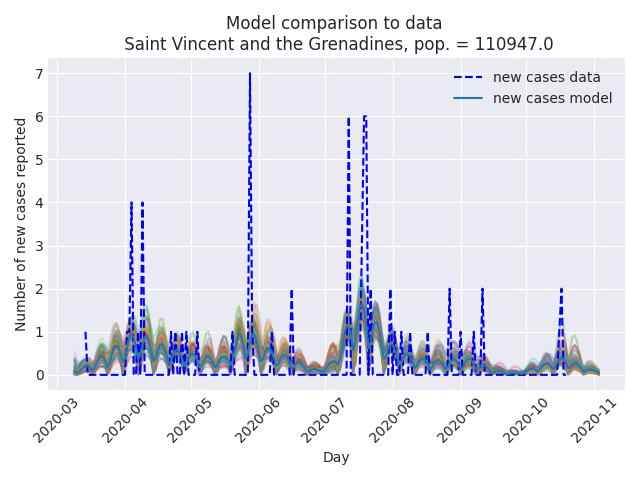 Model comparison to data
Saint Vincent and the Grenadines, pop. = 110947.0
new cases data
new cases model
Number of new cases reported
7
6
5
4
3
2
1
0
2020-03
2020-04
2020-05
2020-06
2020-07
2020-08
2020-09
2020-10
2020-11
Day